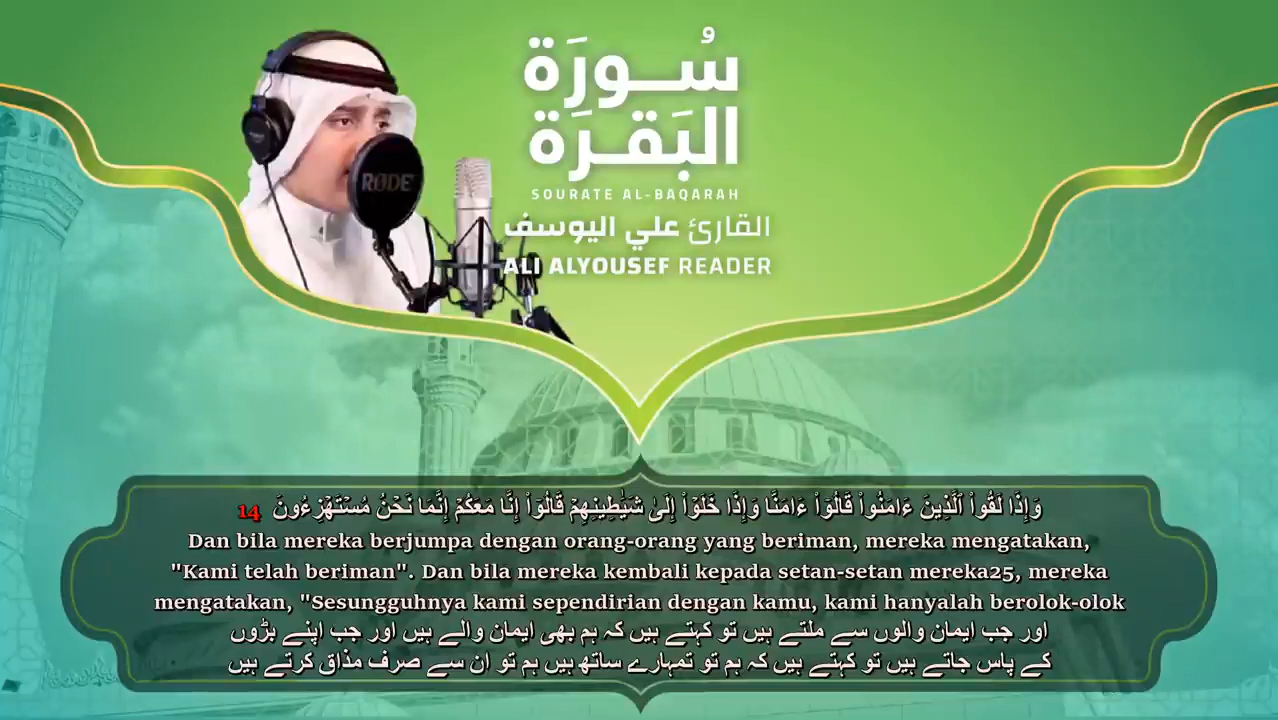 سُورَة
البَقَرَة
SOURATE AL-BAQARAH
القارئ علي اليوسف
ALI ALYOUSEF READER
RØDE
وَإِذَا لَقُوا۟ ٱلَّذِينَ ءَامَنُوا۟ قَالُوٓا۟ ءَامَنَّا وَإِذَا خَلَوْا۟ إِلَىٰ شَيَٰطِينِهِمْ قَالُوٓا۟ إِنَّا مَعَكُمْ إِنَّمَا نَحْنُ مُسْتَهْزِءُونَ 14
Dan bila mereka berjumpa dengan orang-orang yang beriman, mereka mengatakan,
"Kami telah beriman". Dan bila mereka kembali kepada setan-setan mereka25, mereka
mengatakan, "Sesungguhnya kami sependirian dengan kamu, kami hanyalah berolok-olok
اور جب ایمان والوں سے ملتے ہیں تو کہتے ہیں کہ ہم بھی ایمان والے ہیں اور جب اپنے بڑوں
کے پاس جاتے ہیں تو کہتے ہیں کہ ہم تو تمہارے ساتھ ہیں ہم تو ان سے صرف مذاق کرتے ہیں